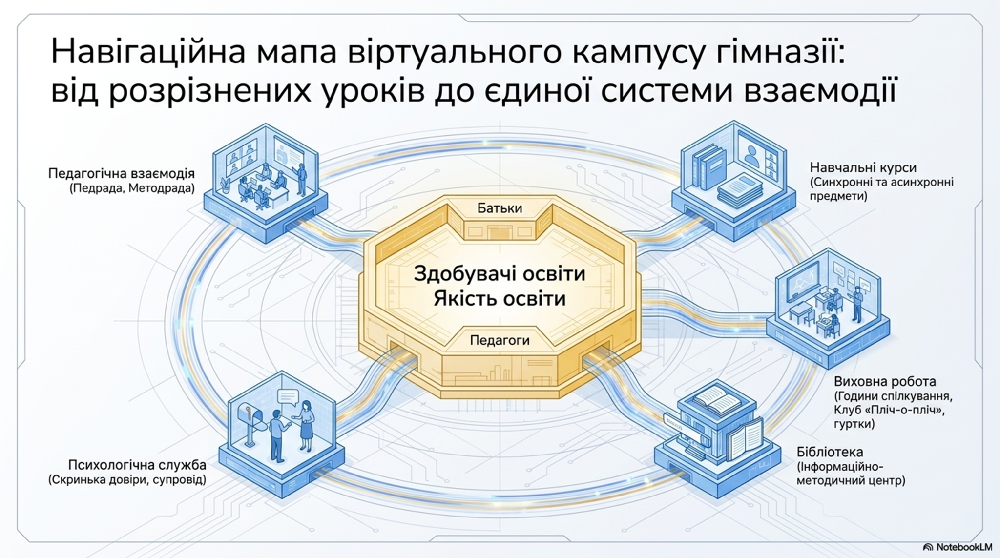 Навігаційна мапа віртуального кампусу гімназії:
від розрізнених уроків до єдиної системи взаємодії
Педагогічна взаємодія
(Педрада, Методрада)
Навчальні курси
(Синхронні та асинхронні
предмети)
Батьки
Здобувачі освіти
Якість освіти
Педагоги
Виховна робота
(Години спілкування,
Клуб «Пліч-о-пліч»,
гуртки)
Психологічна служба
(Скринька довіри, супровід)
Бібліотека
(Інформаційно-
методичний центр)
NotebookLM